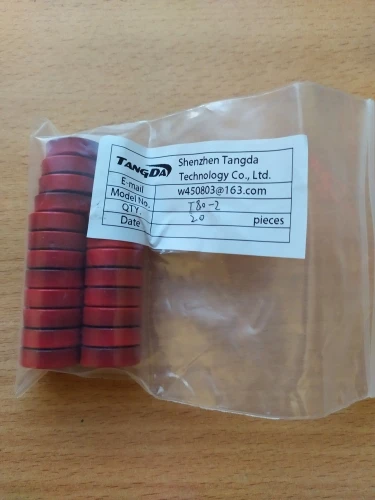 TANGDA
Shenzhen Tangda
Technology Co., Ltd.
E-mail w450803@163.com
Model No. T80-2
QTY. 20 pieces
Date